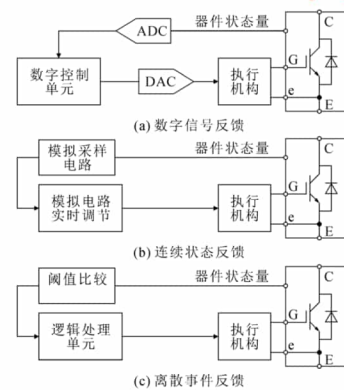 ADC
器件状态量
C
数字控制
单元
DAC
执行
机构
G
e
E
(a) 数字信号反馈
模拟采样
电路
器件状态量
C
模拟电路
实时调节
执行
机构
G
e
E
(b) 连续状态反馈
阈值比较
器件状态量
C
逻辑处理
单元
执行
机构
G
e
E
(c) 离散事件反馈